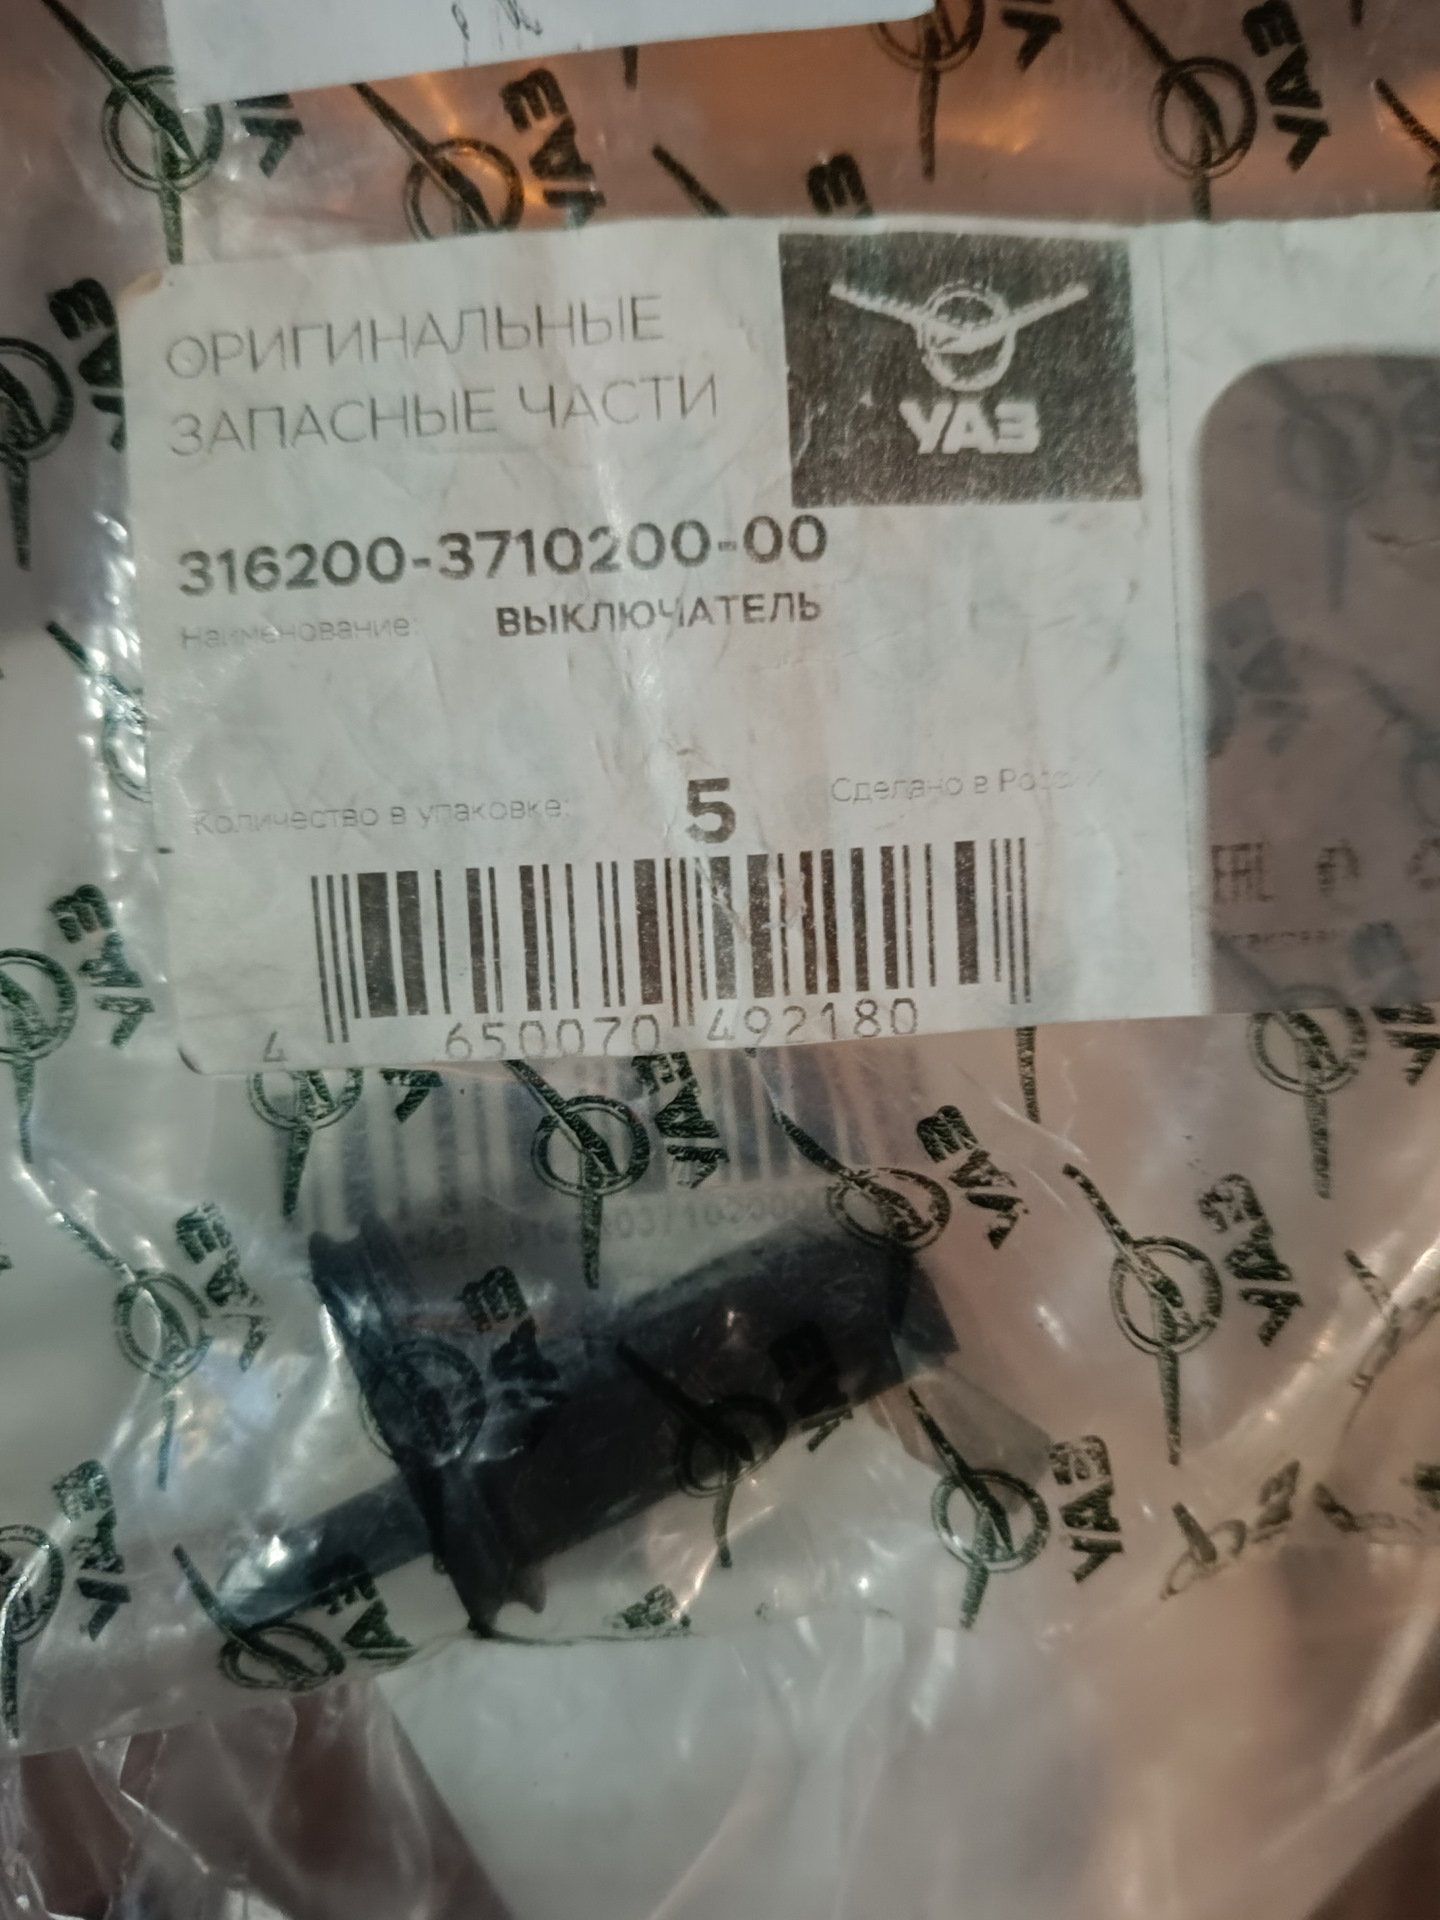 ОРИГИНАЛЬНЫЕ
ЗАПАСНЫЕ ЧАСТИ
УАЗ
316200-3710200-00
Наименование: ВЫКЛЮЧАТЕЛЬ
Количество в упаковке: 5 Сделано в России
4 650070 492180